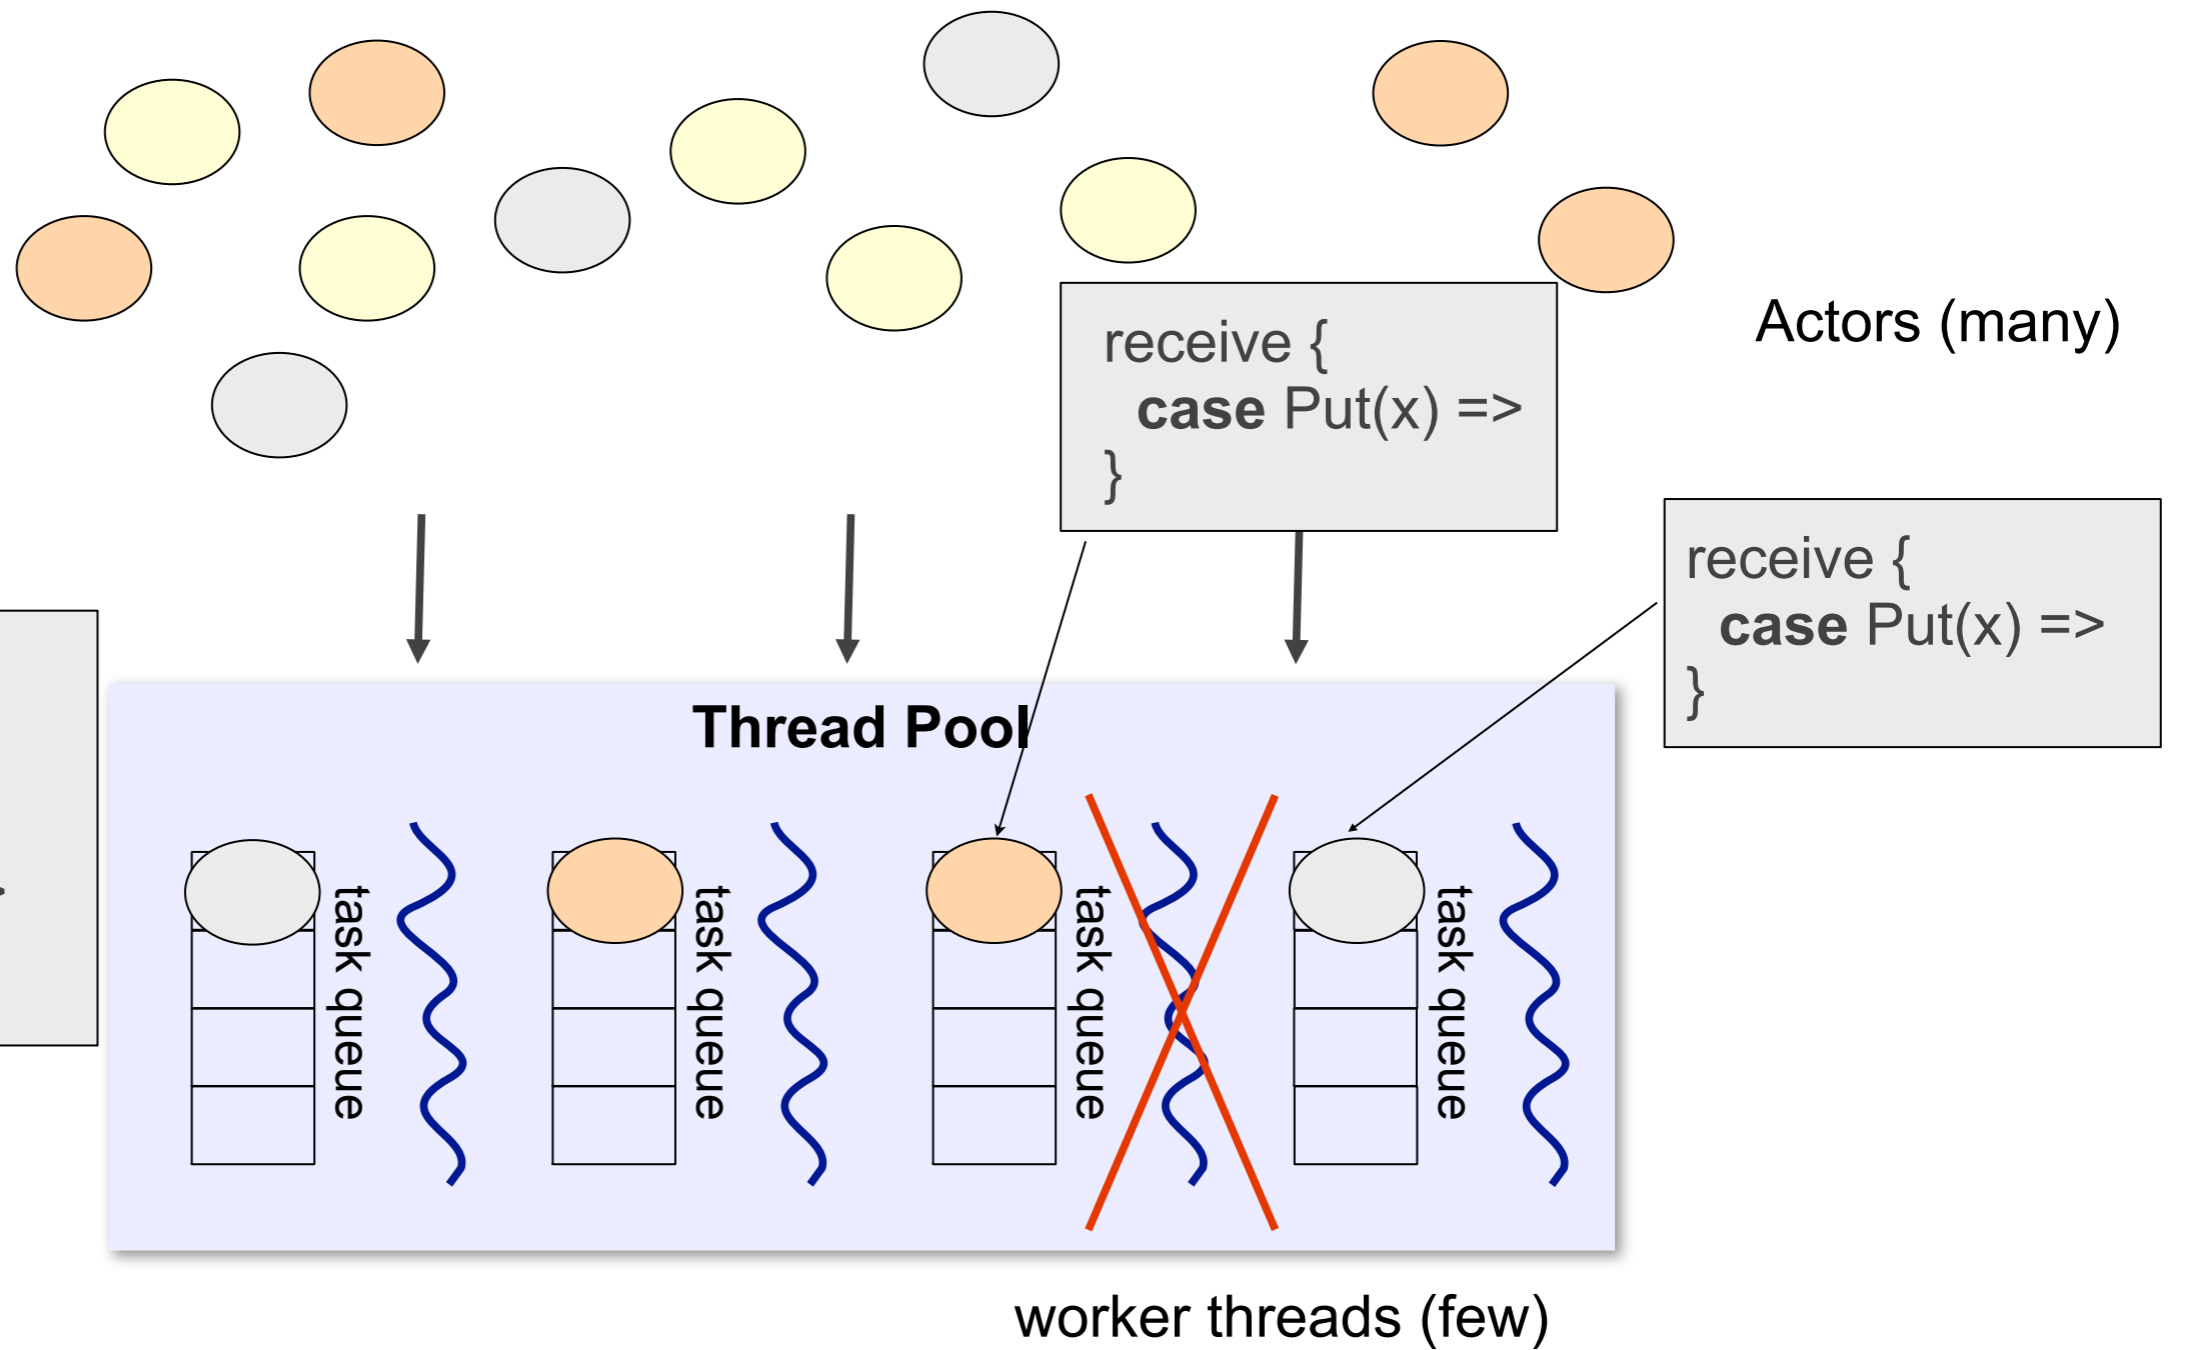 Actors (many)
receive {
case Put(x) =>
}
receive {
case Put(x) =>
}
Thread Pool
task queue
task queue
task queue
task queue
worker threads (few)